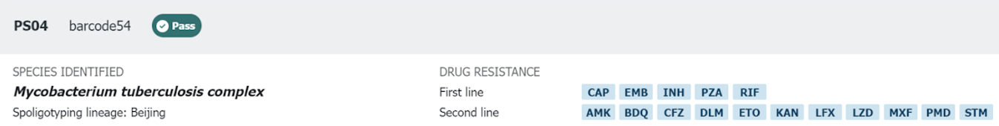 PS04 barcode54 Pass
SPECIES IDENTIFIED
Mycobacterium tuberculosis complex
Spoligotyping lineage: Beijing
DRUG RESISTANCE
First line CAP EMB INH PZA RIF
Second line AMK BDQ CFZ DLM ETO KAN LFX LZD MXF PMD STM